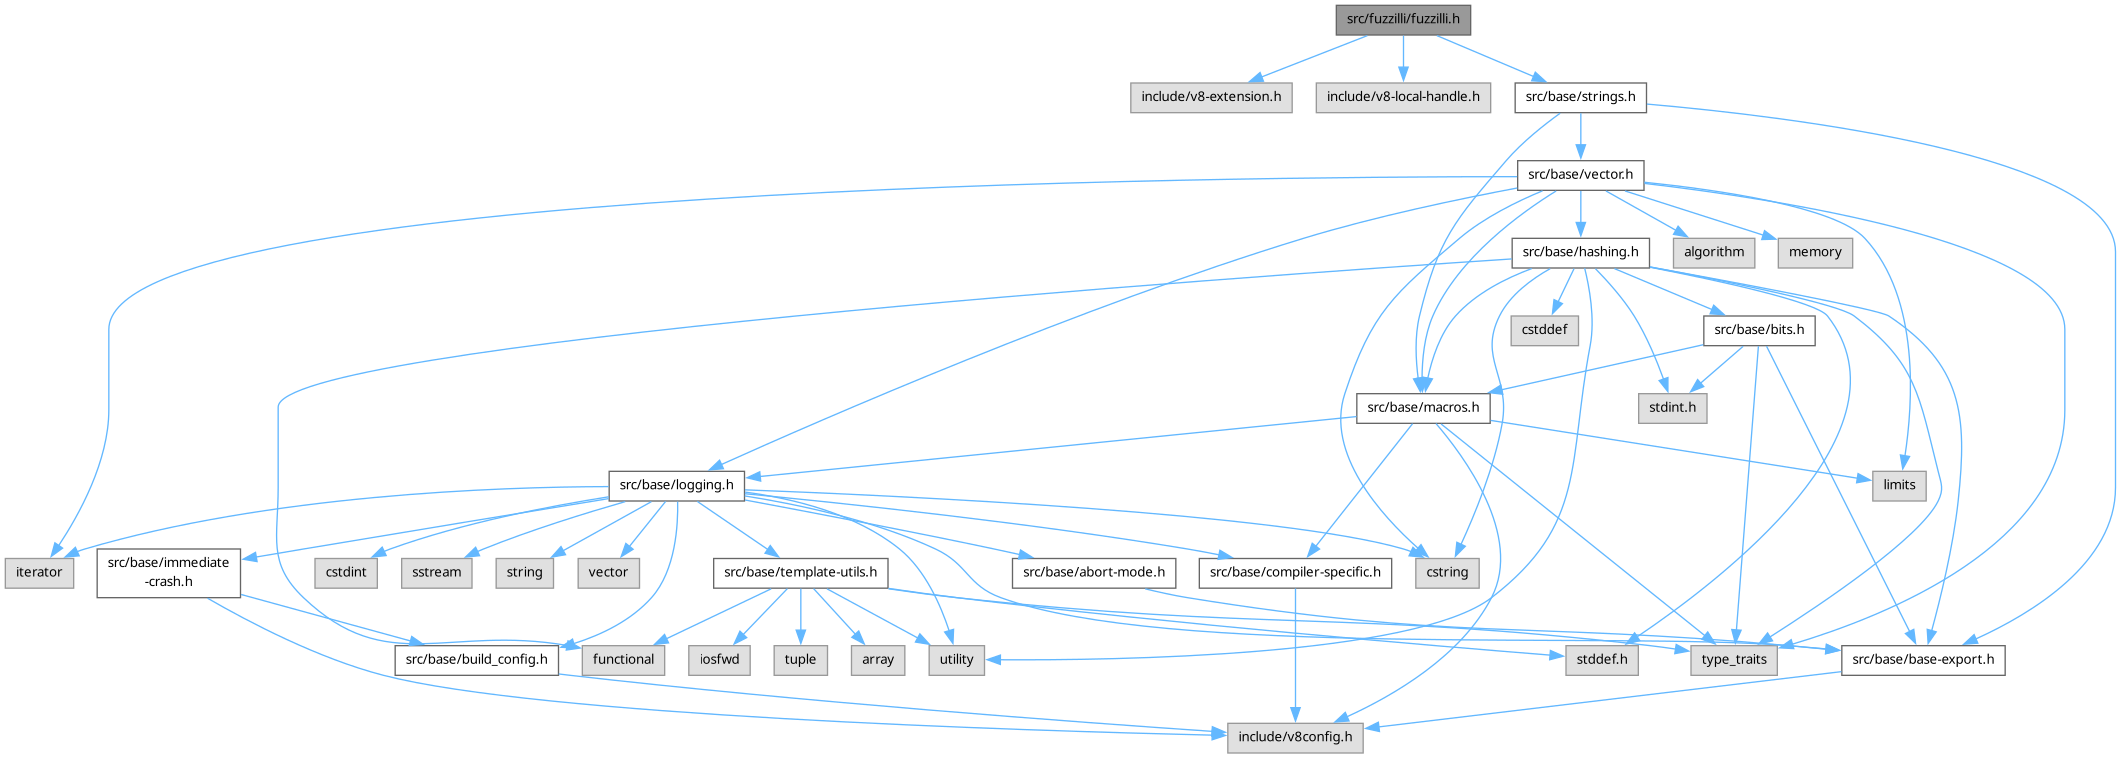 src/fuzzilli/fuzzilli.h
include/v8-extension.h
include/v8-local-handle.h
src/base/strings.h
src/base/vector.h
src/base/hashing.h
algorithm
memory
cstddef
src/base/bits.h
src/base/macros.h
stdint.h
src/base/logging.h
limits
iterator
src/base/immediate
-crash.h
cstdint
sstream
string
vector
src/base/template-utils.h
src/base/abort-mode.h
src/base/compiler-specific.h
cstring
src/base/build_config.h
functional
iosfwd
tuple
array
utility
stddef.h
type_traits
src/base/base-export.h
include/v8config.h